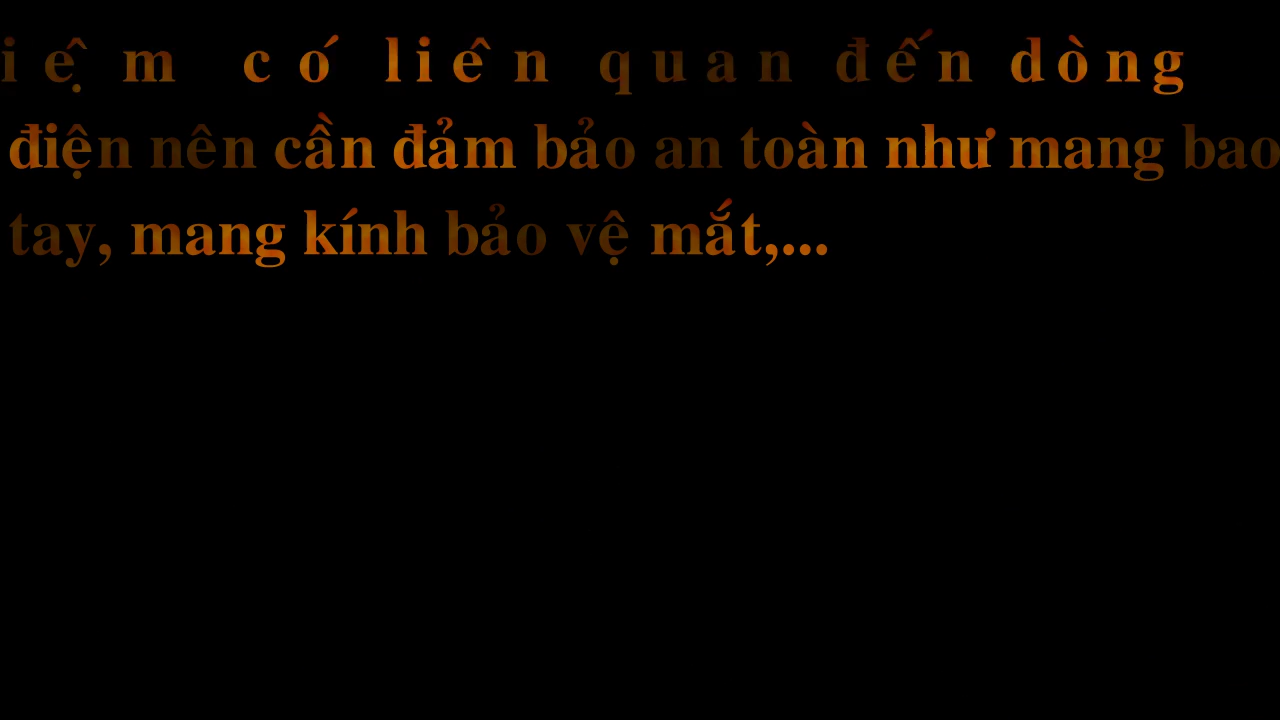 iệm có liên quan đến dòng
điện nên cần đảm bảo an toàn như mang bao
tay, mang kính bảo vệ mắt,...